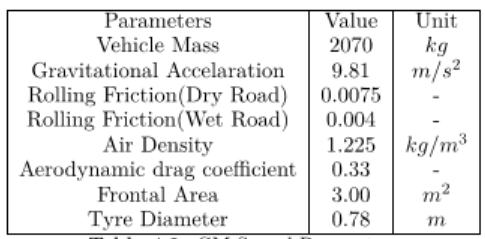 Parameters Value Unit
Vehicle Mass 2070 kg
Gravitational Accelaration 9.81 m/s²
Rolling Friction(Dry Road) 0.0075 -
Rolling Friction(Wet Road) 0.004 -
Air Density 1.225 kg/m³
Aerodynamic drag coefficient 0.33 -
Frontal Area 3.00 m²
Tyre Diameter 0.78 m